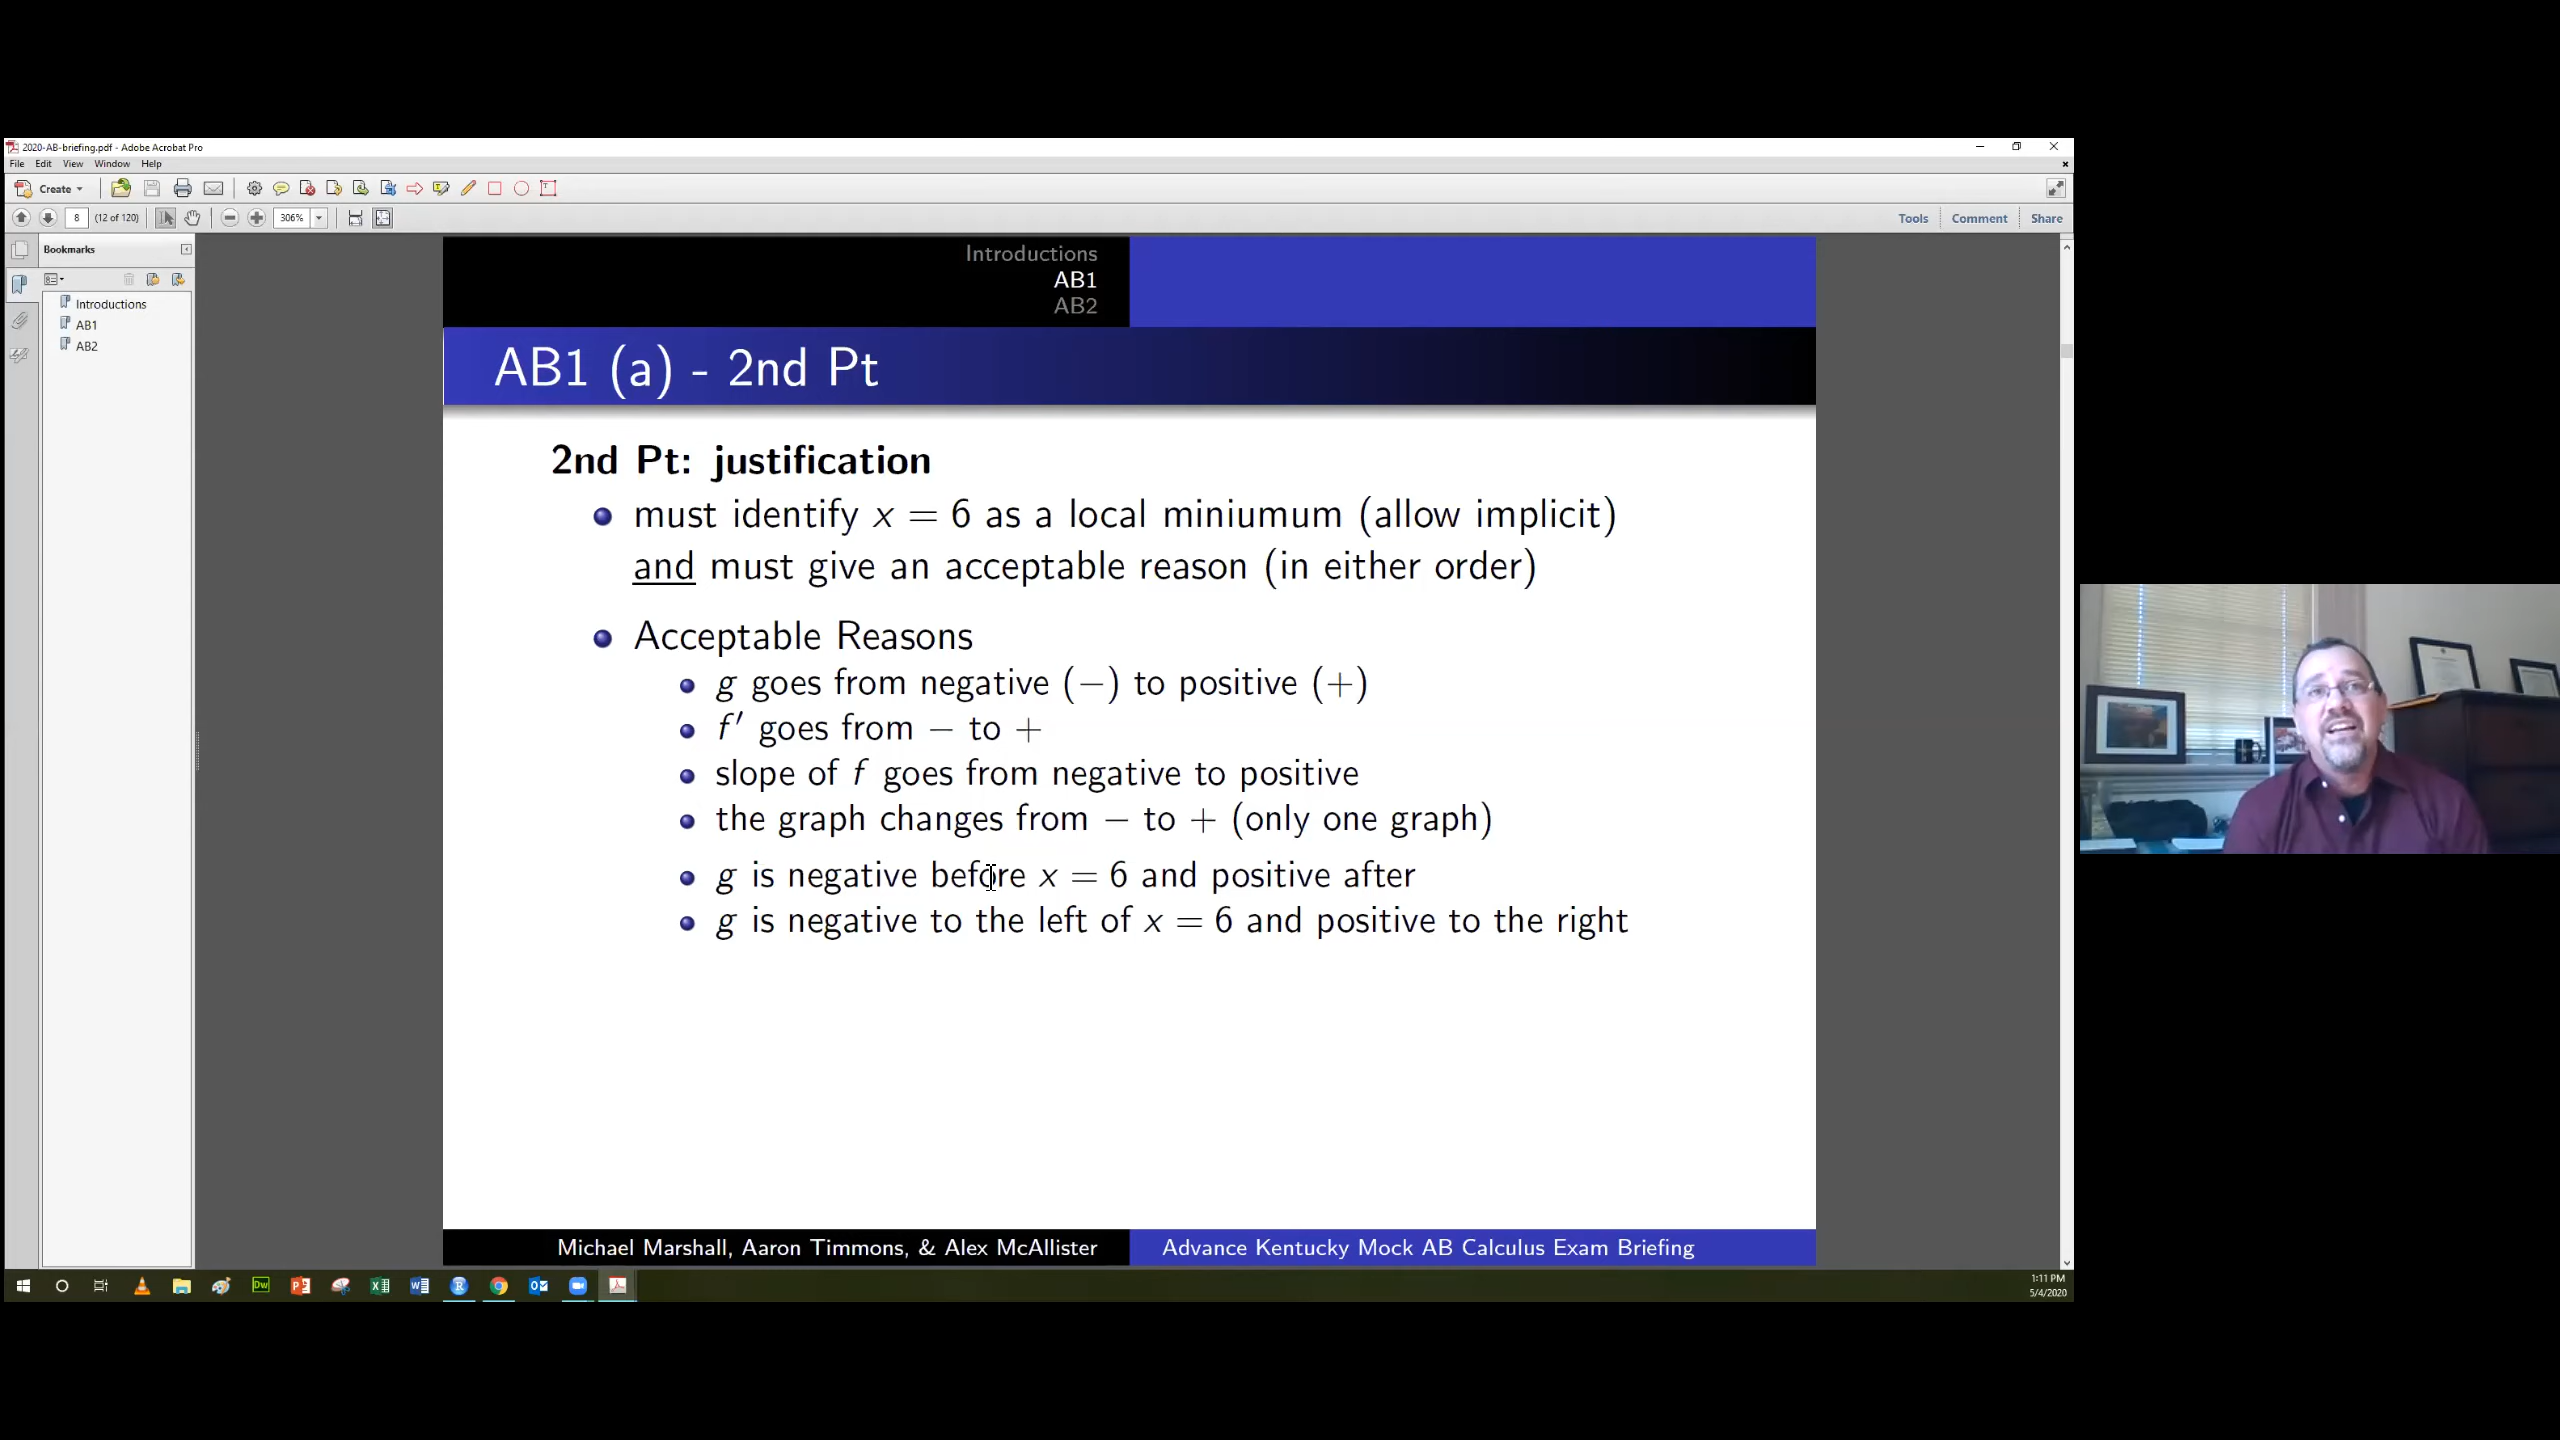 2020-AB-briefing.pdf - Adobe Acrobat Pro
File Edit View Window Help
Create
8 (12 of 120) 306% Tools Comment Share
Bookmarks
Introductions
AB1
AB2
Introductions
AB1
AB2
AB1 (a) - 2nd Pt
2nd Pt: justification
must identify x = 6 as a local miniumum (allow implicit)
and must give an acceptable reason (in either order)
Acceptable Reasons
g goes from negative (−) to positive (+)
f′ goes from − to +
slope of f goes from negative to positive
the graph changes from − to + (only one graph)
g is negative before x = 6 and positive after
g is negative to the left of x = 6 and positive to the right
Michael Marshall, Aaron Timmons, & Alex McAllister Advance Kentucky Mock AB Calculus Exam Briefing
1:11 PM
5/4/2020